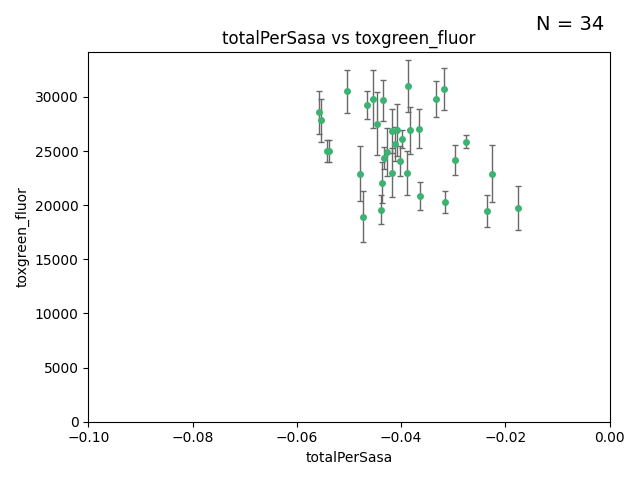 N = 34
totalPerSasa vs toxgreen_fluor
30000
25000
20000
15000
10000
5000
0
toxgreen_fluor
−0.10 −0.08 −0.06 −0.04 −0.02 0.00
totalPerSasa